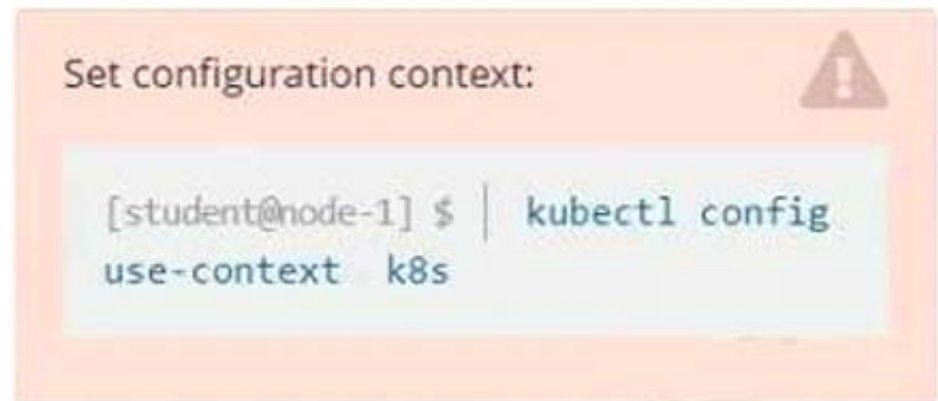 Set configuration context:
[student@node-1] $ | kubectl config
use-context k8s